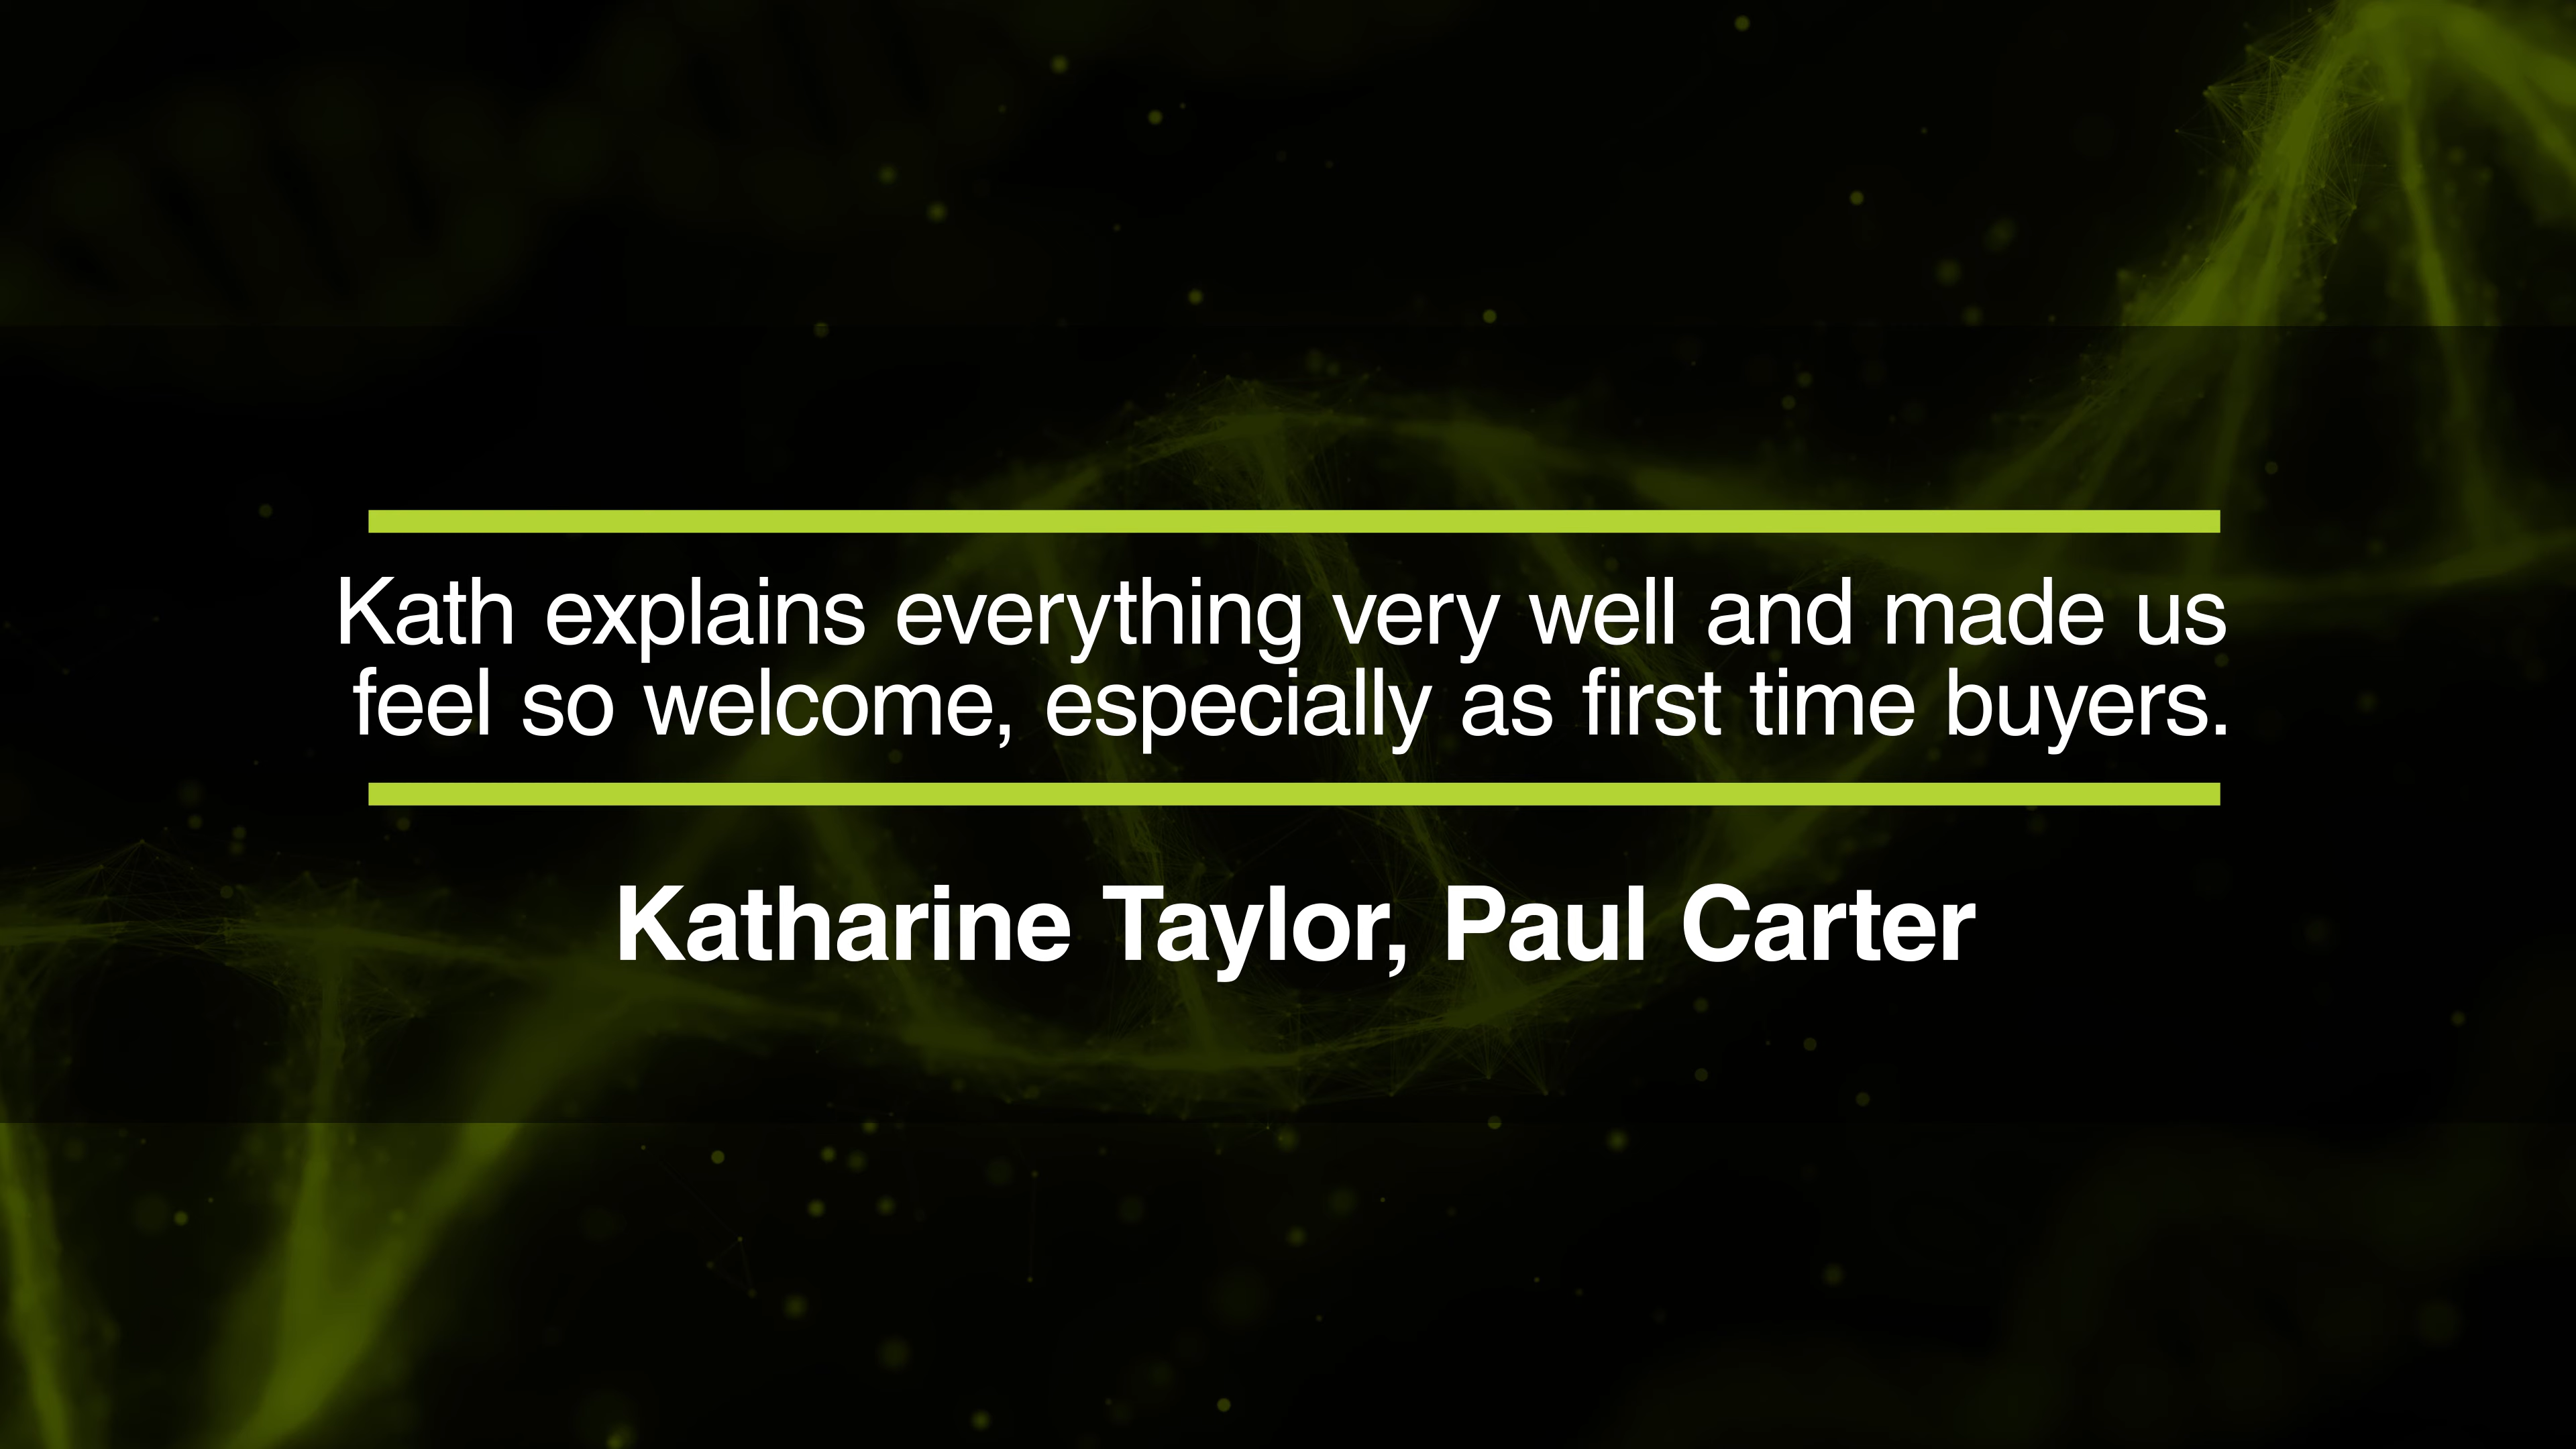 Kath explains everything very well and made us
feel so welcome, especially as first time buyers.
Katharine Taylor, Paul Carter